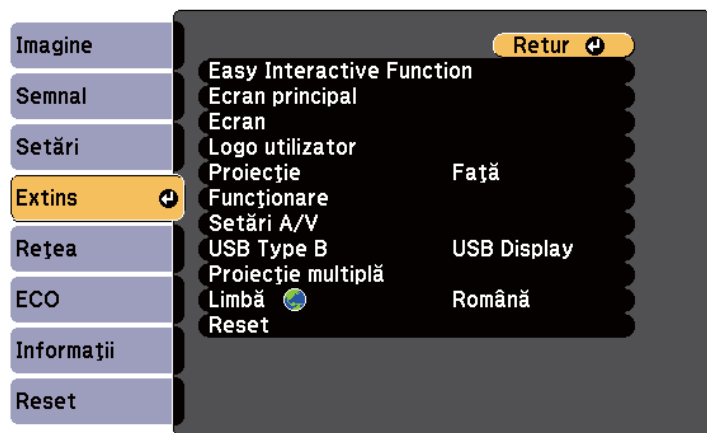 Imagine
Semnal
Setări
Extins
Reţea
ECO
Informaţii
Reset
Retur
Easy Interactive Function
Ecran principal
Ecran
Logo utilizator
Proiecţie Faţă
Funcţionare
Setări A/V
USB Type B USB Display
Proiecţie multiplă
Limbă Română
Reset